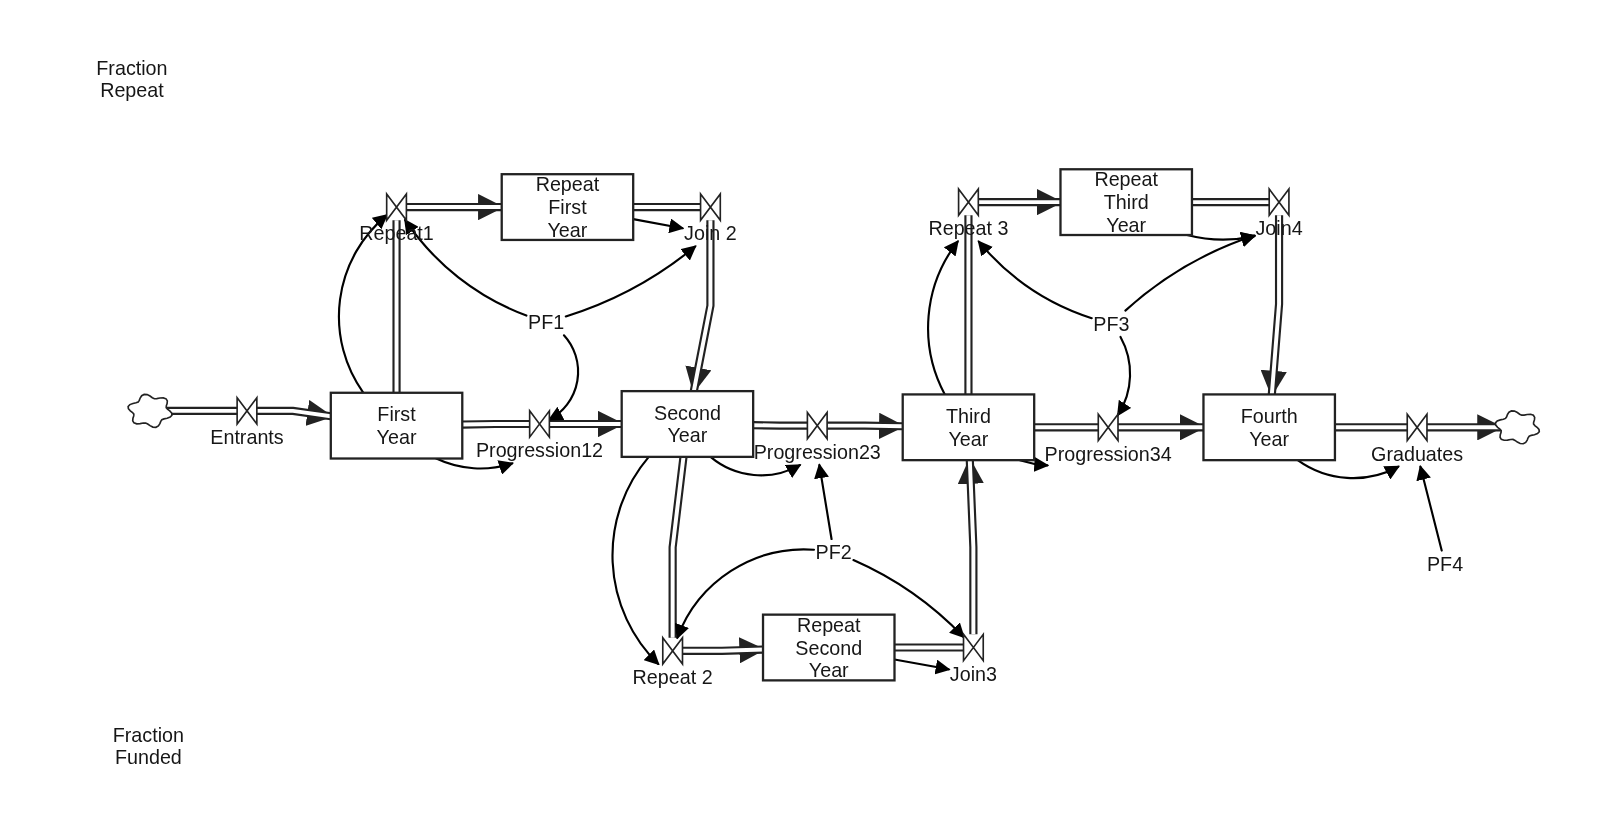 Fraction
Repeat
Repeat
First
Year
Repeat
Third
Year
Repeat1
Join 2
Repeat 3
Join4
PF1
PF3
First
Year
Second
Year
Third
Year
Fourth
Year
Entrants
Progression12
Progression23
Progression34
Graduates
PF2
PF4
Repeat
Second
Year
Repeat 2
Join3
Fraction
Funded